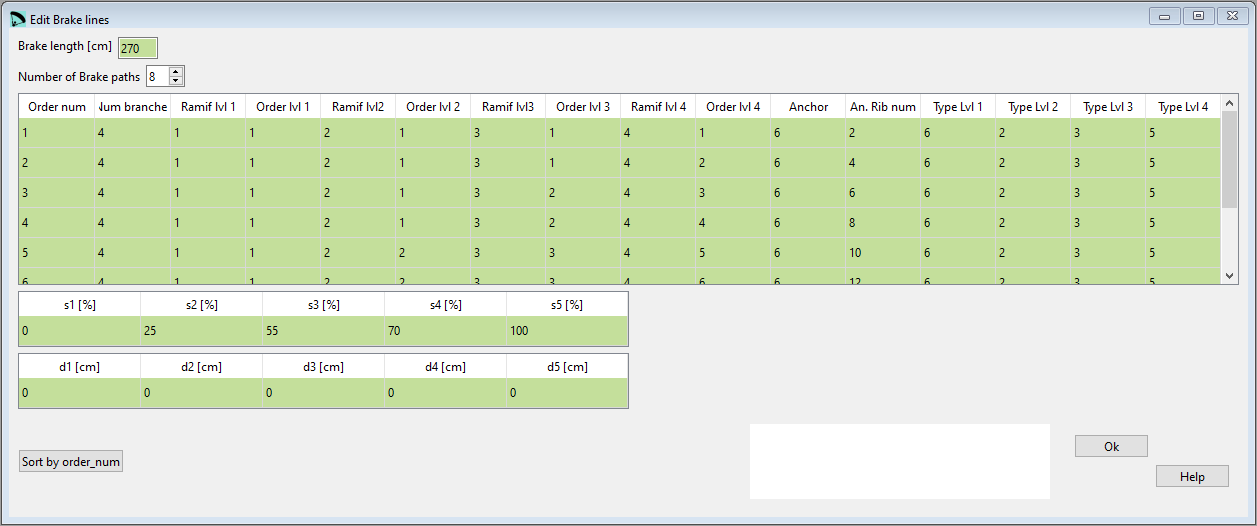 Edit Brake lines
Brake length [cm] 270
Number of Brake paths 8
Order num Num branche Ramif lvl 1 Order lvl 1 Ramif lvl2 Order lvl 2 Ramif lvl3 Order lvl 3 Ramif lvl 4 Order lvl 4 Anchor An. Rib num Type Lvl 1 Type Lvl 2 Type Lvl 3 Type Lvl 4
1 4 1 1 2 1 3 1 4 1 6 2 6 2 3 5
2 4 1 1 2 1 3 1 4 2 6 4 6 2 3 5
3 4 1 1 2 1 3 2 4 3 6 6 6 2 3 5
4 4 1 1 2 1 3 2 4 4 6 8 6 2 3 5
5 4 1 1 2 2 3 3 4 5 6 10 6 2 3 5
6 4 1 1 2 2 3 3 4 6 6 12 6 2 3 5
s1 [%] s2 [%] s3 [%] s4 [%] s5 [%]
0 25 55 70 100
d1 [cm] d2 [cm] d3 [cm] d4 [cm] d5 [cm]
0 0 0 0 0
Sort by order_num
Ok
Help